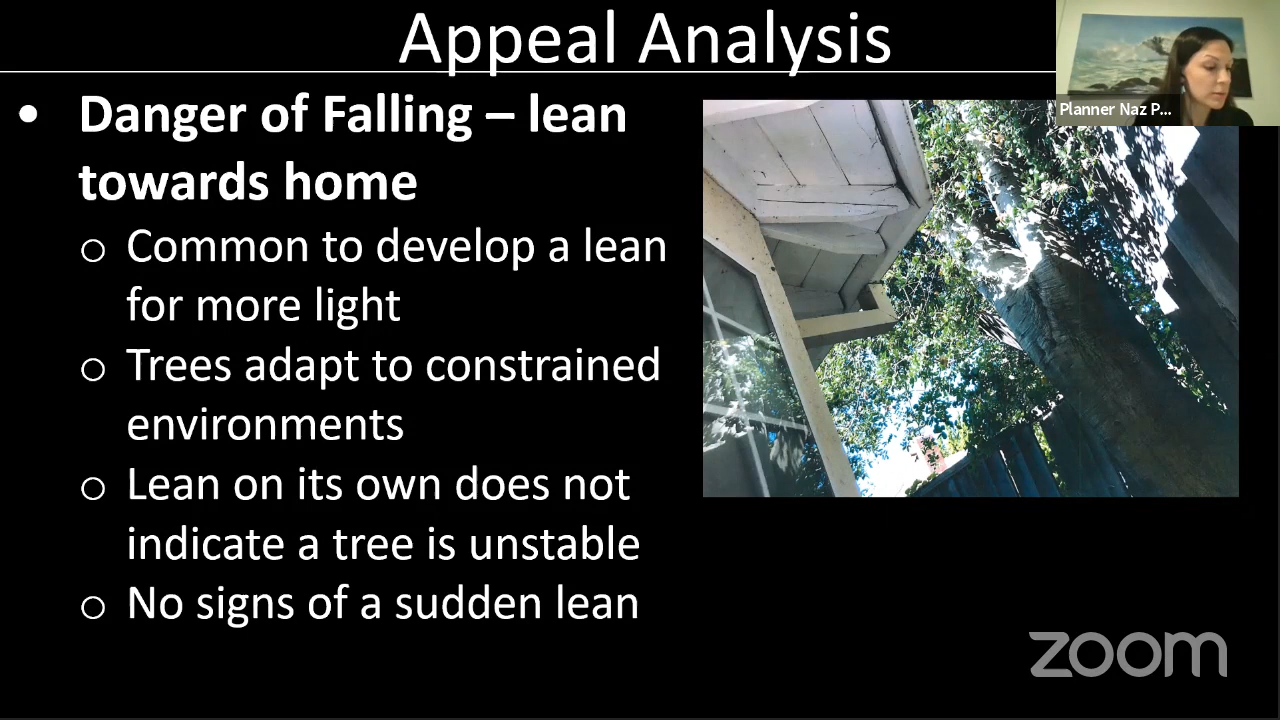 Appeal Analysis
Planner Naz P...
• Danger of Falling – lean
towards home
o Common to develop a lean
for more light
o Trees adapt to constrained
environments
o Lean on its own does not
indicate a tree is unstable
o No signs of a sudden lean
zoom